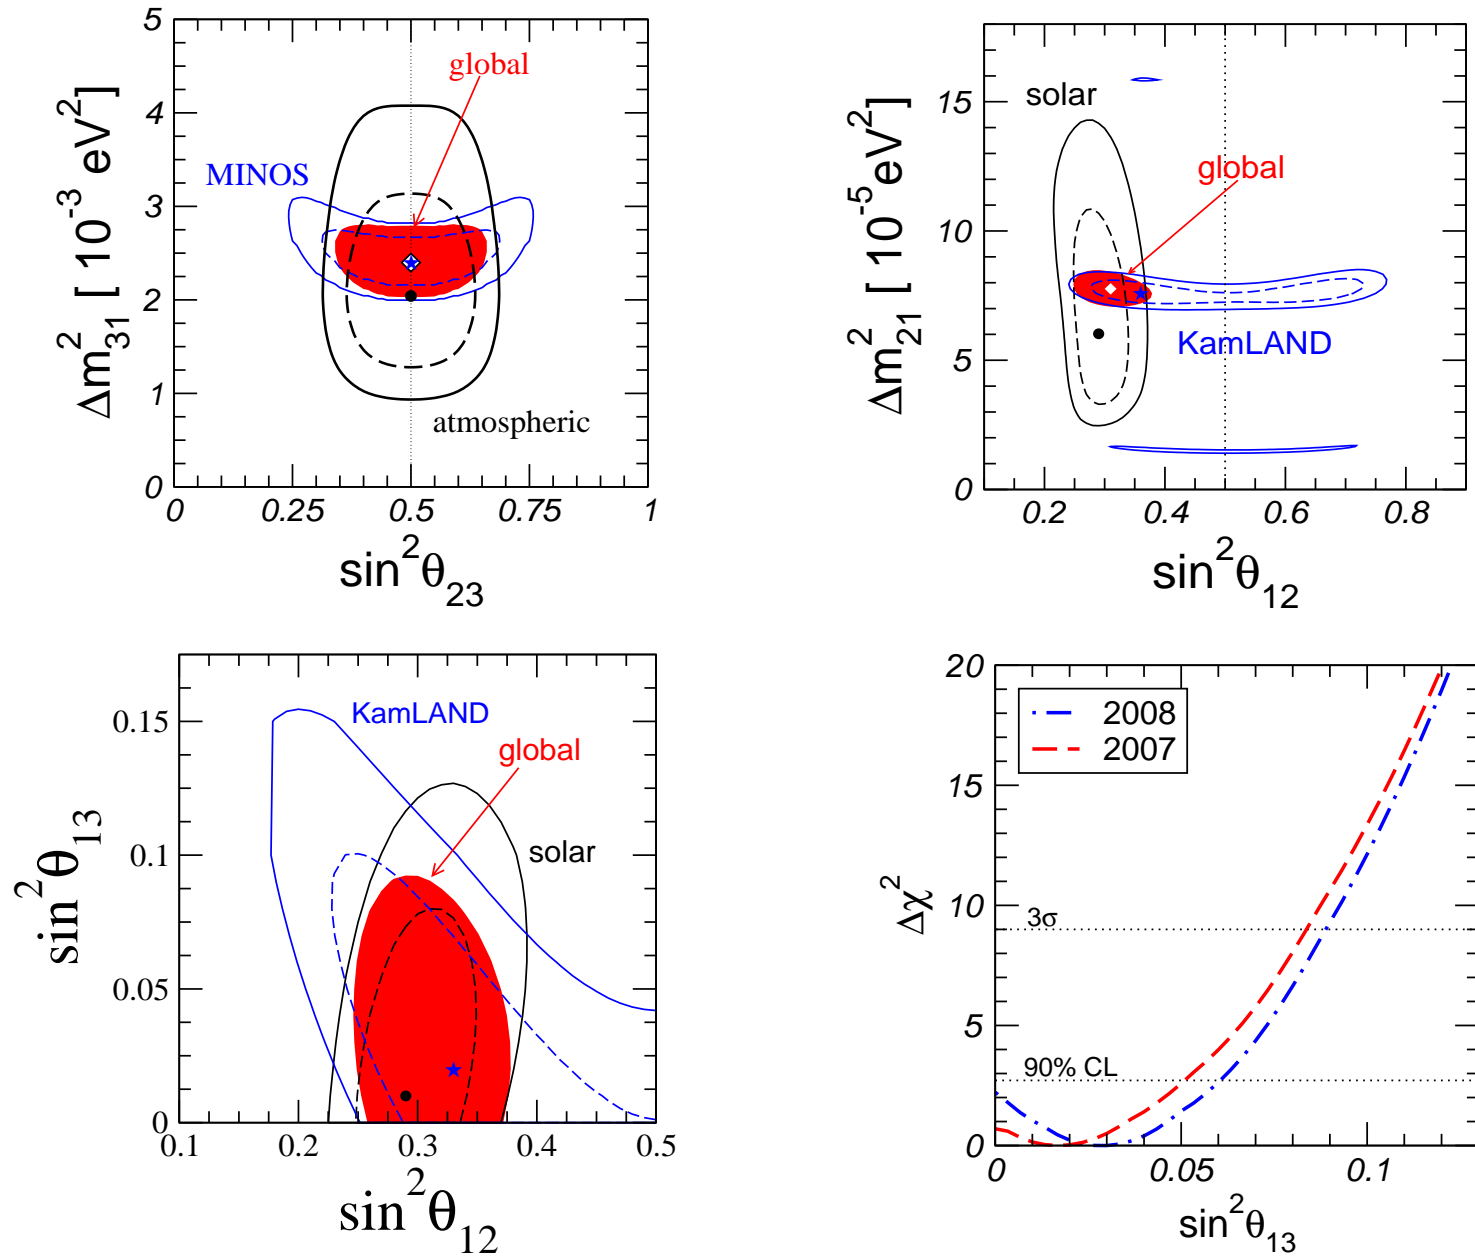 5
4
3
2
1
0
0
0.25
0.5
0.75
1
Δm²₃₁ [ 10⁻³ eV²]
sin²θ₂₃
global
MINOS
atmospheric
15
10
5
0
0.2
0.4
0.6
0.8
Δm²₂₁ [ 10⁻⁵ eV²]
sin²θ₁₂
solar
global
KamLAND
0.15
0.1
0.05
0
0.1
0.2
0.3
0.4
0.5
sin²θ₁₃
sin²θ₁₂
KamLAND
global
solar
20
15
10
5
0
0
0.05
0.1
Δχ²
sin²θ₁₃
2008
2007
3σ
90% CL